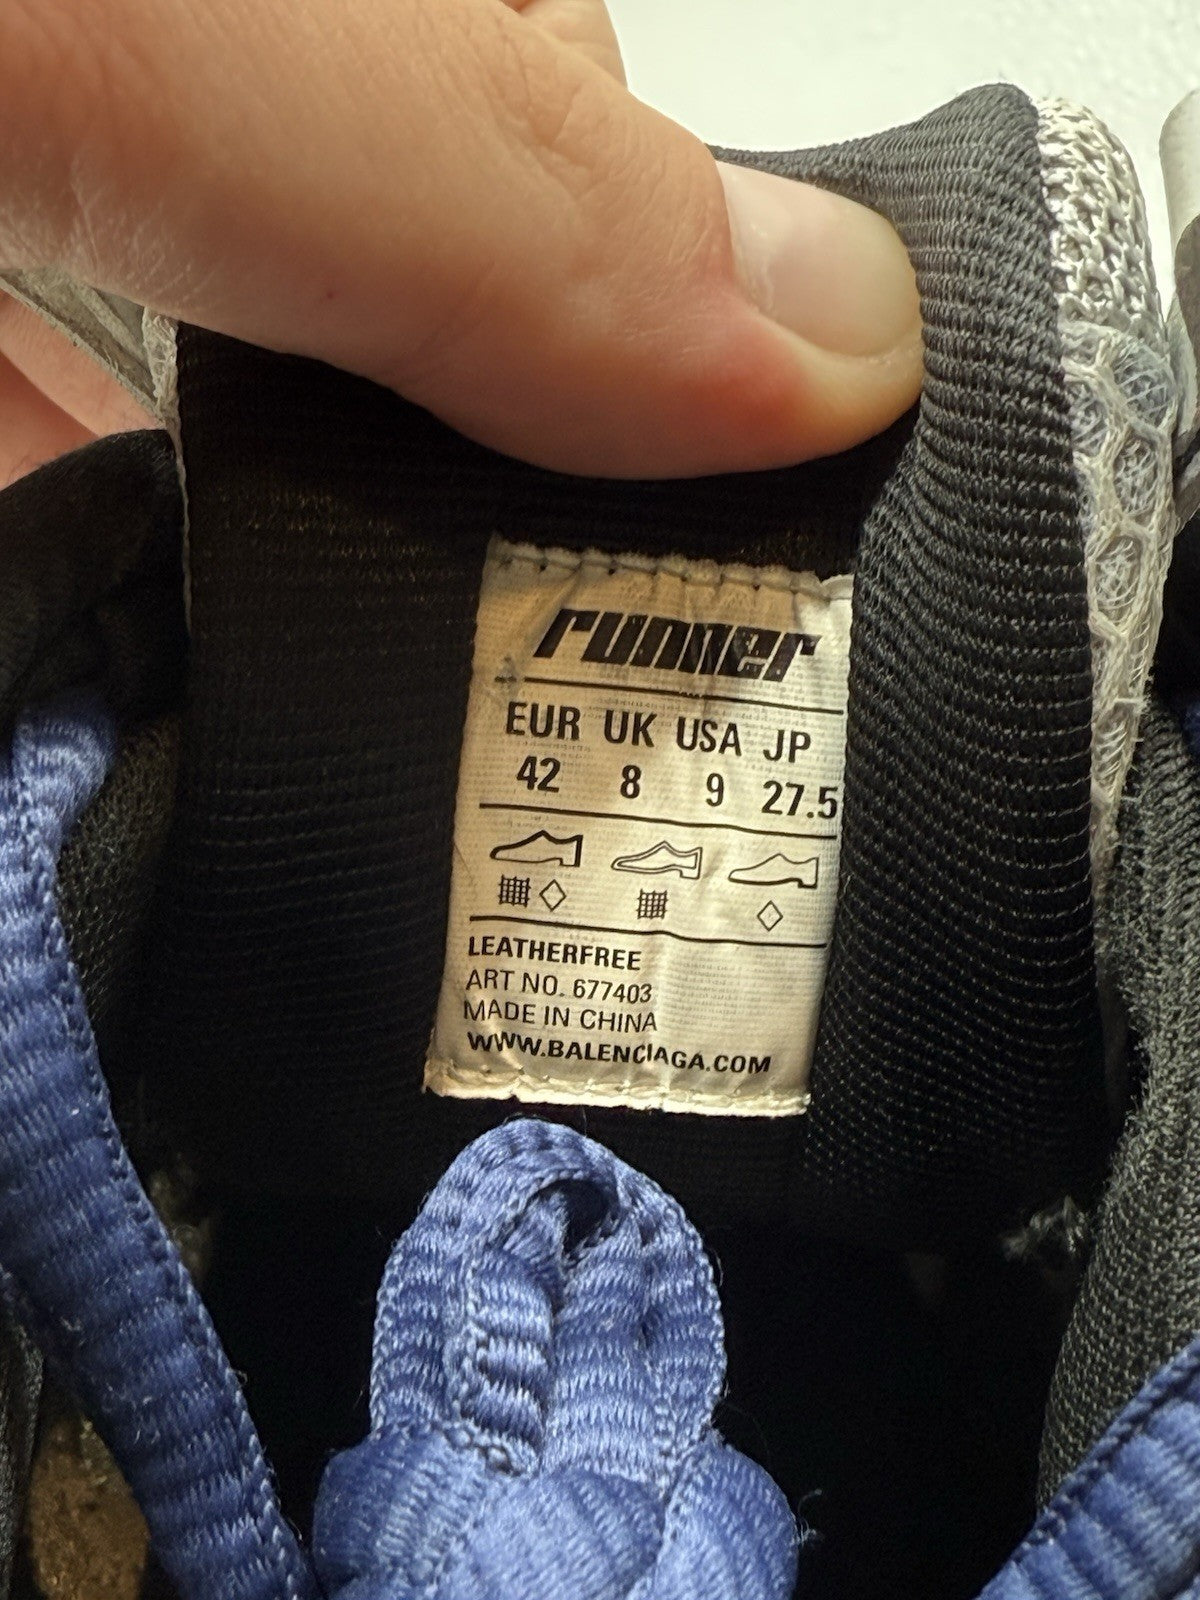 runner
EUR UK USA JP
42 8 9 27.5
LEATHERFREE
ART NO. 677403
MADE IN CHINA
WWW.BALENCIAGA.COM